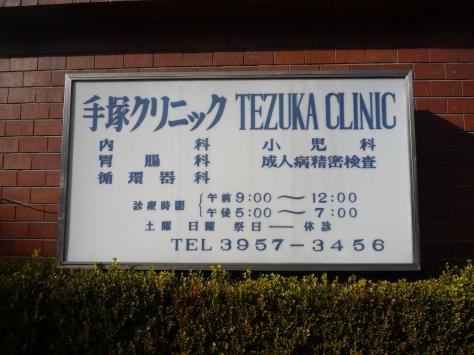 手塚クリニック TEZUKA CLINIC
内科 小児科
胃腸科 成人病精密検査
循環器科
診療時間 午前 9:00〜12:00
午後 5:00〜7:00
土曜 日曜 祭日――休診
TEL 3957-3456